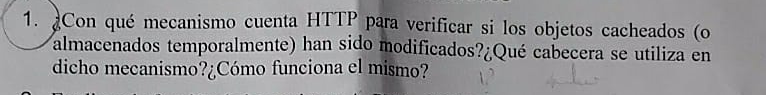 1. ¿Con qué mecanismo cuenta HTTP para verificar si los objetos cacheados (o
almacenados temporalmente) han sido modificados?¿Qué cabecera se utiliza en
dicho mecanismo?¿Cómo funciona el mismo?